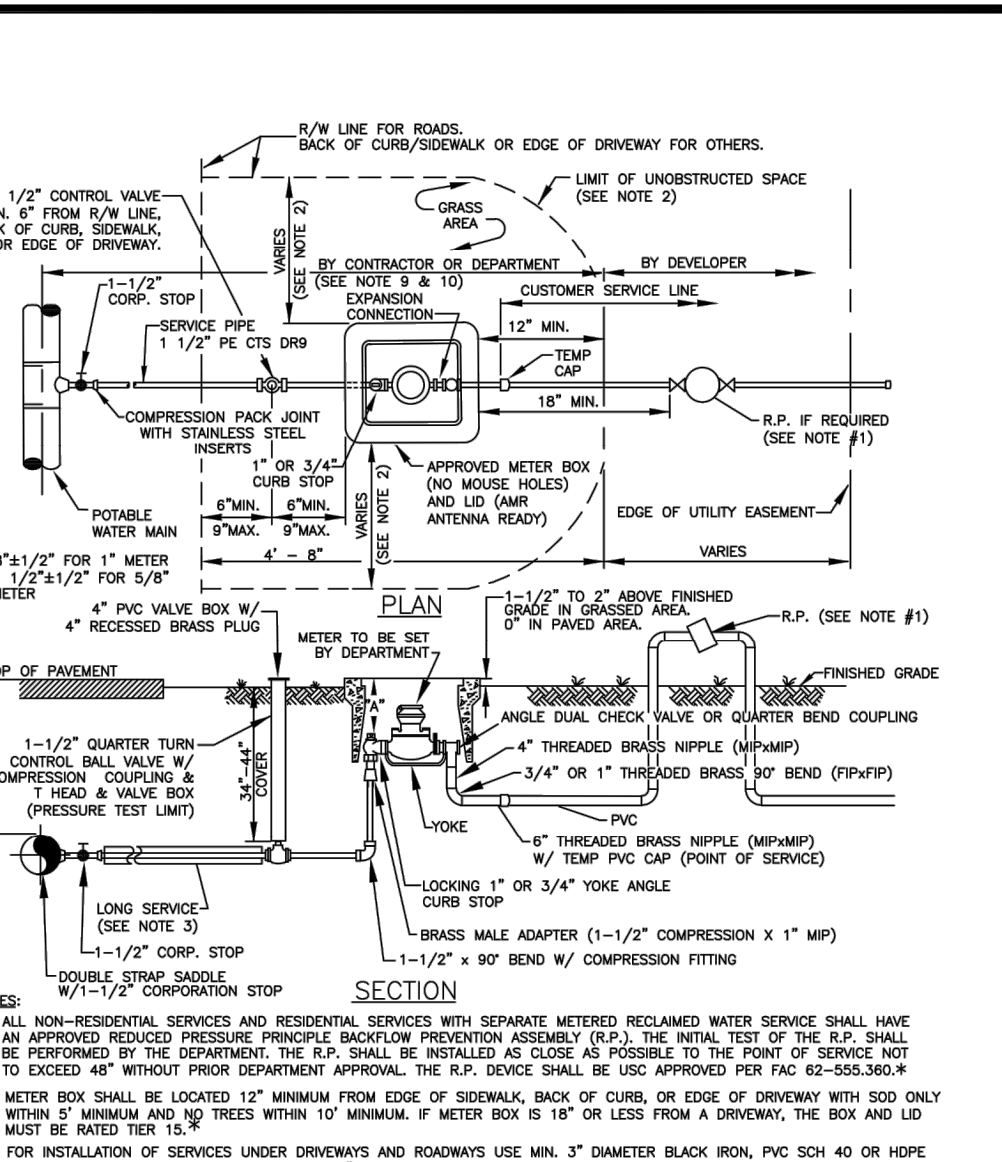 R/W LINE FOR ROADS.
BACK OF CURB/SIDEWALK OR EDGE OF DRIVEWAY FOR OTHERS.
1/2" CONTROL VALVE
N. 6" FROM R/W LINE,
OF CURB, SIDEWALK,
OR EDGE OF DRIVEWAY.
LIMIT OF UNOBSTRUCTED SPACE
(SEE NOTE 2)
GRASS
AREA
VARIES
(SEE NOTE 2)
BY CONTRACTOR OR DEPARTMENT
(SEE NOTE 9 & 10)
BY DEVELOPER
1-1/2"
CORP. STOP
EXPANSION
CONNECTION
CUSTOMER SERVICE LINE
SERVICE PIPE
1 1/2" PE CTS DR9
12" MIN.
TEMP
CAP
18" MIN.
COMPRESSION PACK JOINT
WITH STAINLESS STEEL
INSERTS
R.P. IF REQUIRED
(SEE NOTE #1)
1" OR 3/4"
CURB STOP
APPROVED METER BOX
(NO MOUSE HOLES)
AND LID (AMR
ANTENNA READY)
POTABLE
WATER MAIN
6"MIN.
9"MAX.
6"MIN.
9"MAX.
VARIES
(SEE NOTE 2)
EDGE OF UTILITY EASEMENT
4' - 8"
VARIES
"±1/2" FOR 1" METER
1/2"±1/2" FOR 5/8"
METER
PLAN
4" PVC VALVE BOX W/
4" RECESSED BRASS PLUG
METER TO BE SET
BY DEPARTMENT
1-1/2" TO 2" ABOVE FINISHED
GRADE IN GRASSED AREA.
0" IN PAVED AREA.
R.P. (SEE NOTE #1)
OP OF PAVEMENT
FINISHED GRADE
"A"
ANGLE DUAL CHECK VALVE OR QUARTER BEND COUPLING
1-1/2" QUARTER TURN
CONTROL BALL VALVE W/
OMPRESSION COUPLING &
T HEAD & VALVE BOX
(PRESSURE TEST LIMIT)
34"-44"
COVER
4" THREADED BRASS NIPPLE (MIPxMIP)
3/4" OR 1" THREADED BRASS 90° BEND (FIPxFIP)
PVC
YOKE
6" THREADED BRASS NIPPLE (MIPxMIP)
W/ TEMP PVC CAP (POINT OF SERVICE)
LOCKING 1" OR 3/4" YOKE ANGLE
CURB STOP
LONG SERVICE
(SEE NOTE 3)
BRASS MALE ADAPTER (1-1/2" COMPRESSION X 1" MIP)
1-1/2" CORP. STOP
1-1/2" x 90° BEND W/ COMPRESSION FITTING
DOUBLE STRAP SADDLE
W/1-1/2" CORPORATION STOP
SECTION
ES:
ALL NON-RESIDENTIAL SERVICES AND RESIDENTIAL SERVICES WITH SEPARATE METERED RECLAIMED WATER SERVICE SHALL HAVE
AN APPROVED REDUCED PRESSURE PRINCIPLE BACKFLOW PREVENTION ASSEMBLY (R.P.). THE INITIAL TEST OF THE R.P. SHALL
BE PERFORMED BY THE DEPARTMENT. THE R.P. SHALL BE INSTALLED AS CLOSE AS POSSIBLE TO THE POINT OF SERVICE NOT
TO EXCEED 48" WITHOUT PRIOR DEPARTMENT APPROVAL. THE R.P. DEVICE SHALL BE USC APPROVED PER FAC 62-555.360.*
METER BOX SHALL BE LOCATED 12" MINIMUM FROM EDGE OF SIDEWALK, BACK OF CURB, OR EDGE OF DRIVEWAY WITH SOD ONLY
WITHIN 5' MINIMUM AND NO TREES WITHIN 10' MINIMUM. IF METER BOX IS 18" OR LESS FROM A DRIVEWAY, THE BOX AND LID
MUST BE RATED TIER 15.*
FOR INSTALLATION OF SERVICES UNDER DRIVEWAYS AND ROADWAYS USE MIN. 3" DIAMETER BLACK IRON, PVC SCH 40 OR HDPE